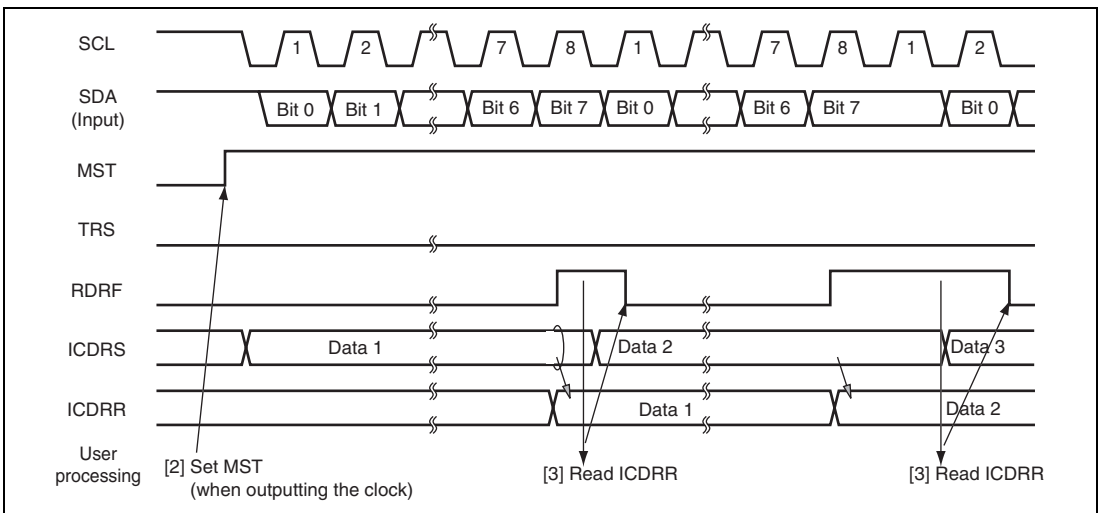 SCL 1 2 7 8 1 7 8 1 2
SDA
(Input)
Bit 0 Bit 1 Bit 6 Bit 7 Bit 0 Bit 6 Bit 7 Bit 0
MST
TRS
RDRF
ICDRS Data 1 Data 2 Data 3
ICDRR Data 1 Data 2
User
processing
[2] Set MST
(when outputting the clock)
[3] Read ICDRR
[3] Read ICDRR